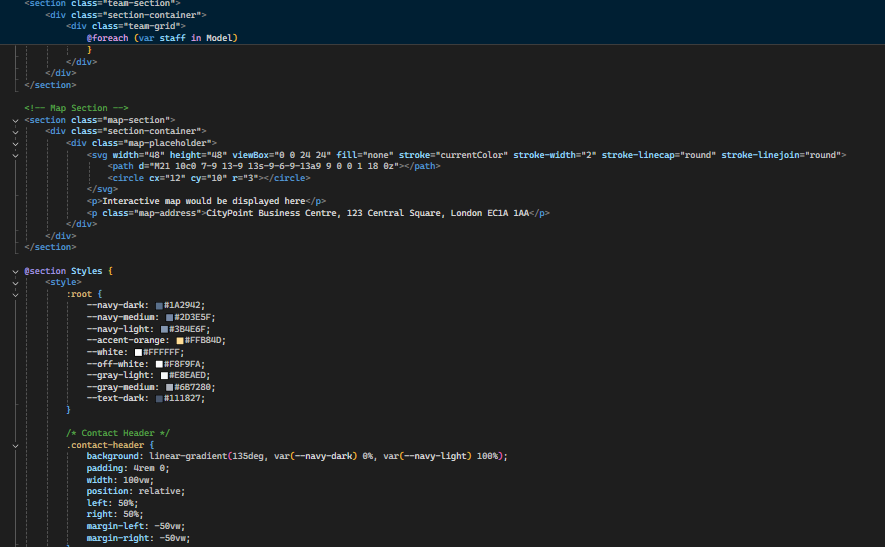 <section class="team-section">
<div class="section-container">
<div class="team-grid">
@foreach (var staff in Model)
}
</div>
</div>
</section>
<!-- Map Section -->
<section class="map-section">
<div class="section-container">
<div class="map-placeholder">
<svg width="48" height="48" viewBox="0 0 24 24" fill="none" stroke="currentColor" stroke-width="2" stroke-linecap="round" stroke-linejoin="round">
<path d="M21 10c0 7-9 13-9 13s-9-6-9-13a9 9 0 0 1 18 0z"></path>
<circle cx="12" cy="10" r="3"></circle>
</svg>
<p>Interactive map would be displayed here</p>
<p class="map-address">CityPoint Business Centre, 123 Central Square, London EC1A 1AA</p>
</div>
</div>
</section>
@section Styles {
<style>
:root {
--navy-dark: #1A2942;
--navy-medium: #2D3E5F;
--navy-light: #3B4E6F;
--accent-orange: #FFB84D;
--white: #FFFFFF;
--off-white: #F8F9FA;
--gray-light: #E8EAED;
--gray-medium: #6B7280;
--text-dark: #111827;
}
/* Contact Header */
.contact-header {
background: linear-gradient(135deg, var(--navy-dark) 0%, var(--navy-light) 100%);
padding: 4rem 0;
width: 100vw;
position: relative;
left: 50%;
right: 50%;
margin-left: -50vw;
margin-right: -50vw;